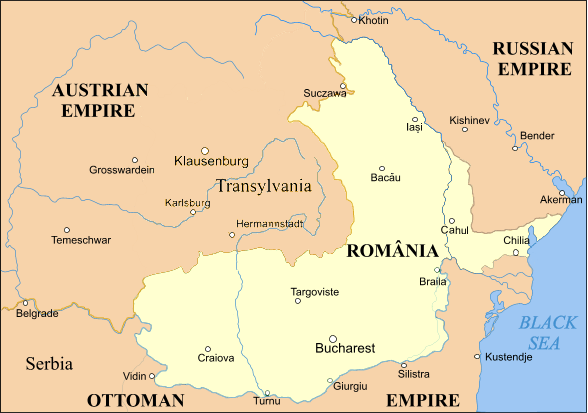 Khotin
RUSSIAN
EMPIRE
AUSTRIAN
EMPIRE
Suczawa
Iași
Kishinev
Bender
Klausenburg
Grosswardein
Bacău
Transylvania
Karlsburg
Akerman
Hermannstadt
Cahul
Temeschwar
Chilia
ROMÂNIA
Braila
Targoviste
Belgrade
BLACK
SEA
Bucharest
Craiova
Serbia
Kustendje
Vidin
Silistra
Giurgiu
OTTOMAN
Turnu
EMPIRE